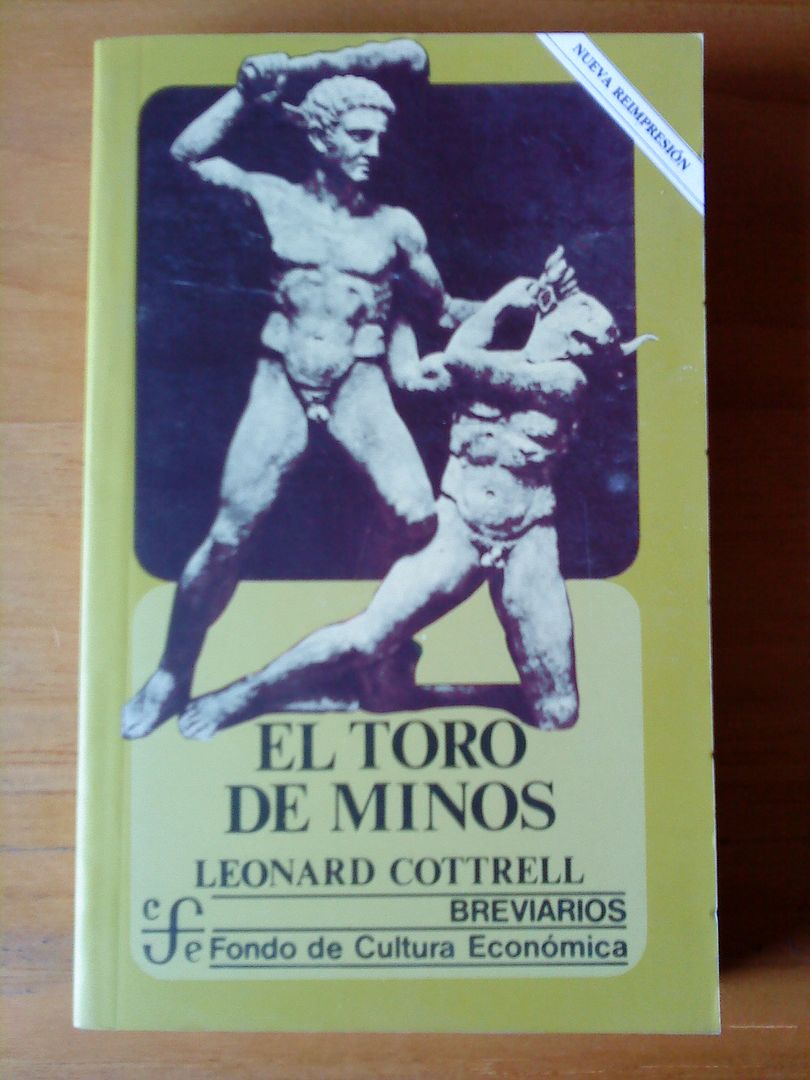 NUEVA REIMPRESIÓN
EL TORO
DE MINOS
LEONARD COTTRELL
BREVIARIOS
cfe Fondo de Cultura Económica